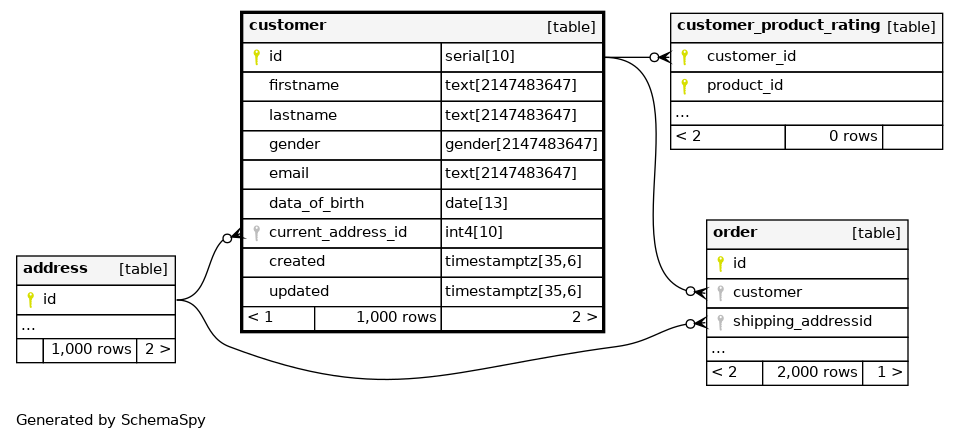 customer [table]
id serial[10]
firstname text[2147483647]
lastname text[2147483647]
gender gender[2147483647]
email text[2147483647]
data_of_birth date[13]
current_address_id int4[10]
created timestamptz[35,6]
updated timestamptz[35,6]
< 1 1,000 rows 2 >
customer_product_rating [table]
customer_id
product_id
...
< 2 0 rows
address [table]
id
...
1,000 rows 2 >
order [table]
id
customer
shipping_addressid
...
< 2 2,000 rows 1 >
Generated by SchemaSpy